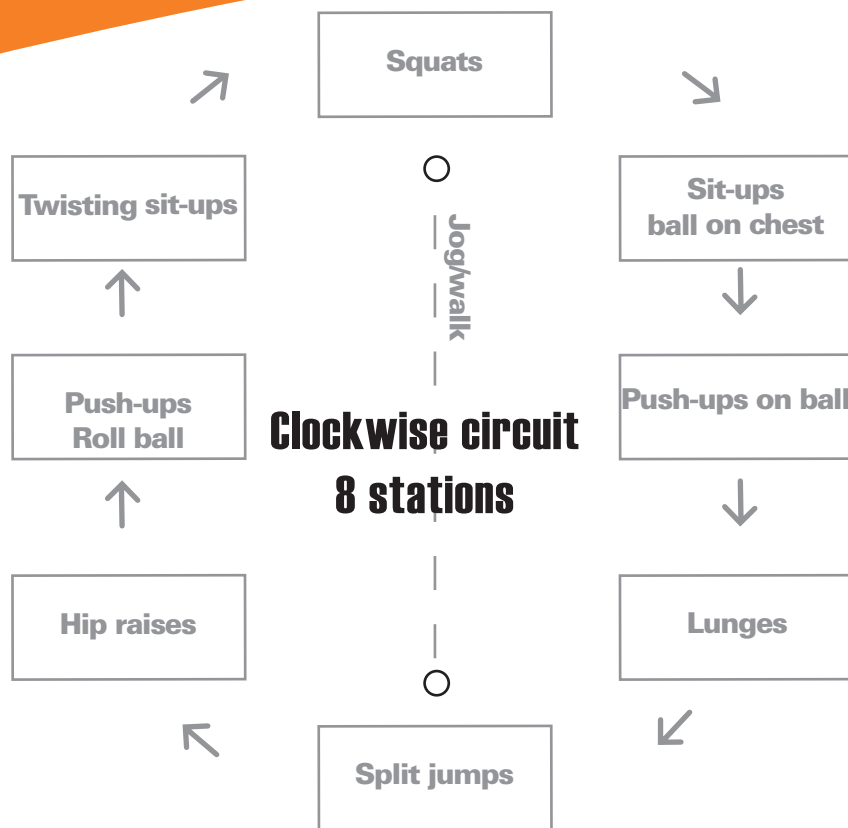 Squats
Twisting sit-ups
Sit-ups
ball on chest
Jog/walk
Push-ups
Roll ball
Clockwise circuit
8 stations
Push-ups on ball
Hip raises
Lunges
Split jumps